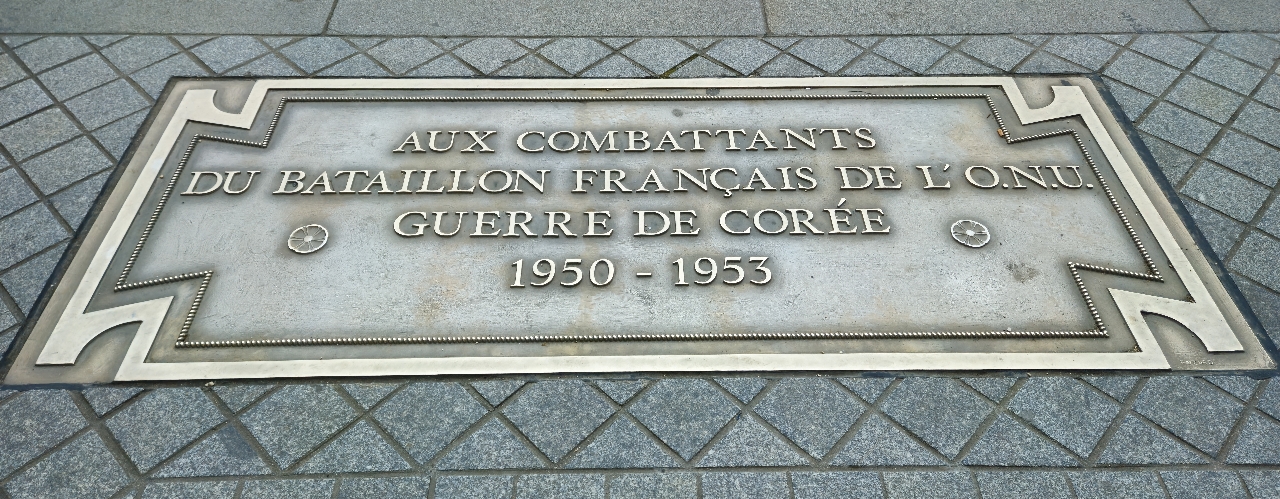 AUX COMBATTANTS
DU BATAILLON FRANÇAIS DE L'O.N.U.
GUERRE DE CORÉE
1950 - 1953